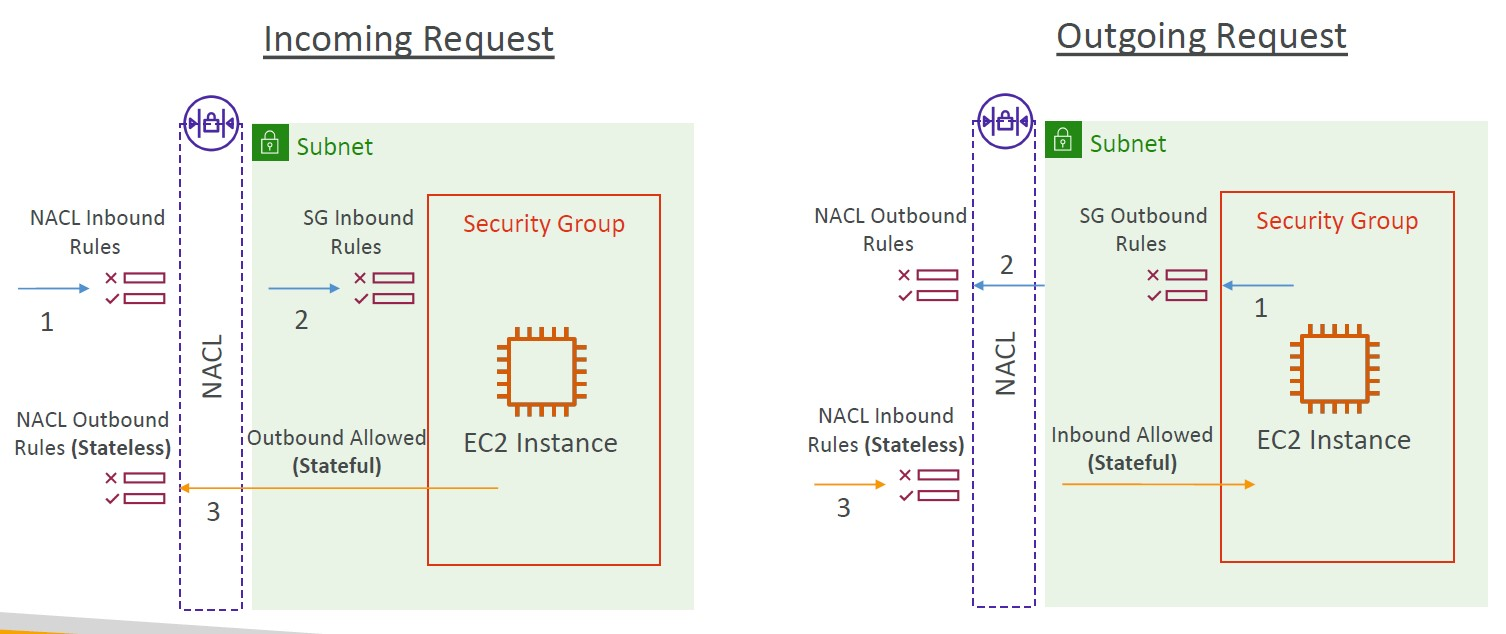 Incoming Request
Subnet
NACL Inbound
Rules
SG Inbound
Rules
Security Group
1
2
NACL
NACL Outbound
Rules (Stateless)
Outbound Allowed
(Stateful)
EC2 Instance
3
Outgoing Request
Subnet
NACL Outbound
Rules
SG Outbound
Rules
Security Group
2
1
NACL
NACL Inbound
Rules (Stateless)
Inbound Allowed
(Stateful)
EC2 Instance
3